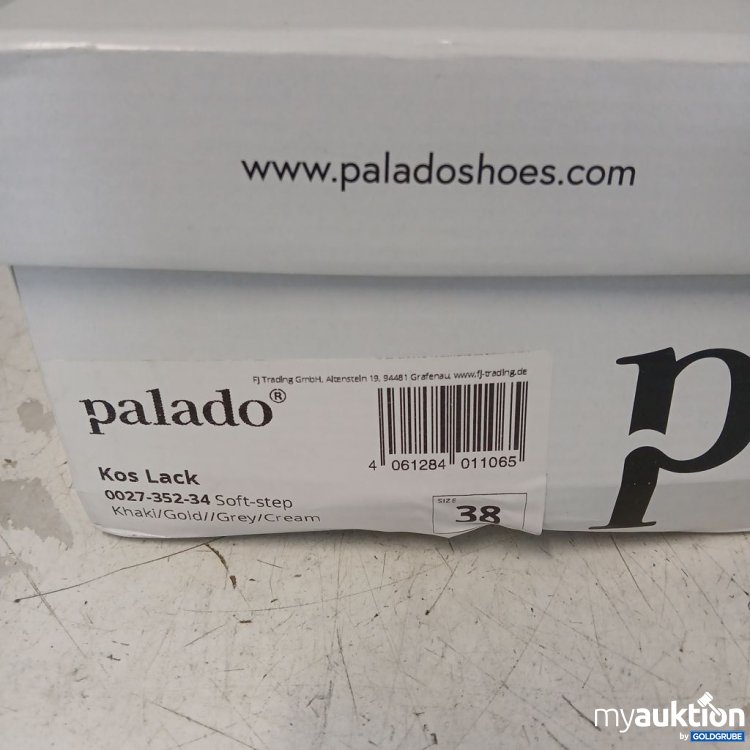 www.paladoshoes.com
FJ Trading GmbH, Altenstein 19, 94481 Grafenau, www.fj-trading.de
palado®
4 061284 011065
Kos Lack
0027-352-34 Soft-step
Khaki/Gold//Grey/Cream
SIZE
38
p
myauktion
by GOLDGRUBE